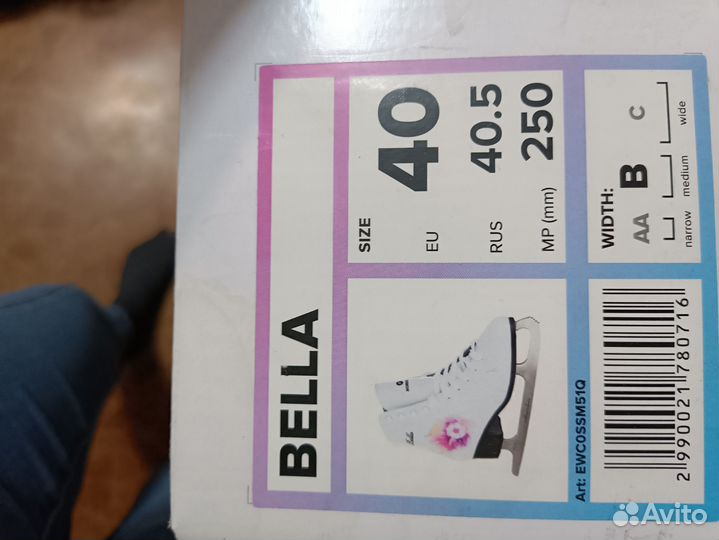 BELLA
SIZE
EU 40
RUS 40.5
MP (mm) 250
WIDTH:
AA B C
narrow medium wide
Art: EWC0SSM51Q
2 990021 780716
Avito